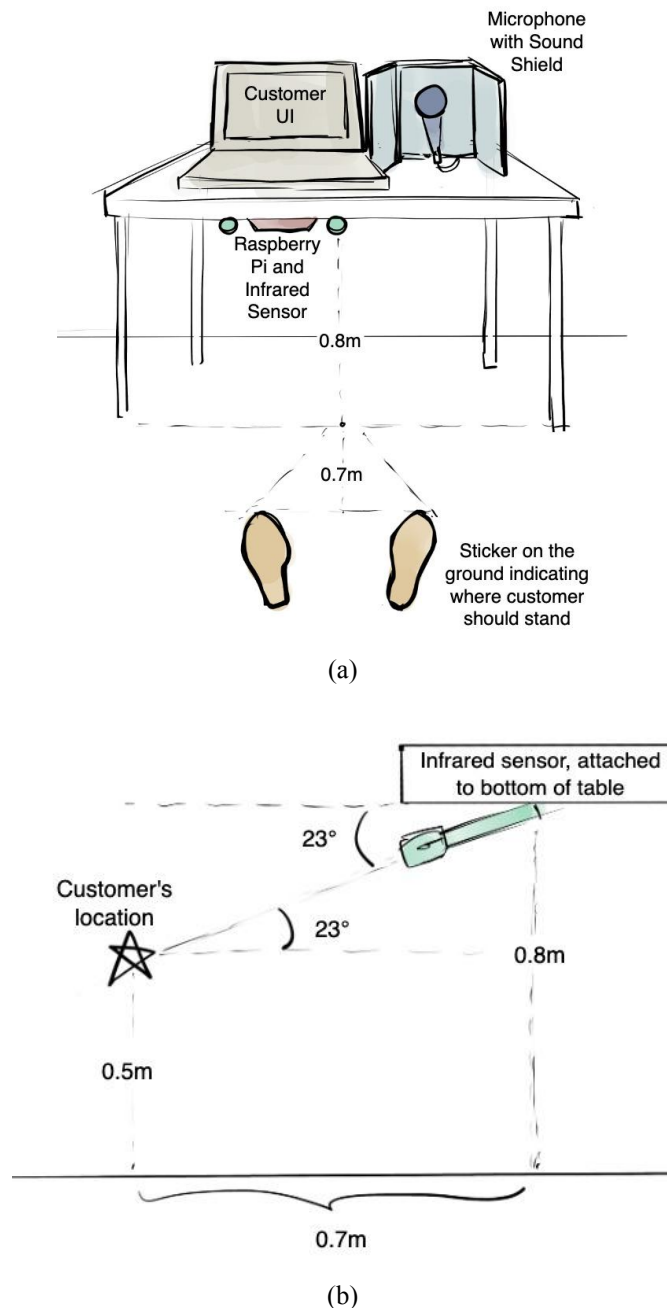 Microphone
with Sound
Shield
Customer
UI
Raspberry
Pi and
Infrared
Sensor
0.8m
0.7m
Sticker on the
ground indicating
where customer
should stand
(a)
Infrared sensor, attached
to bottom of table
23°
Customer's
location
23°
0.8m
0.5m
0.7m
(b)